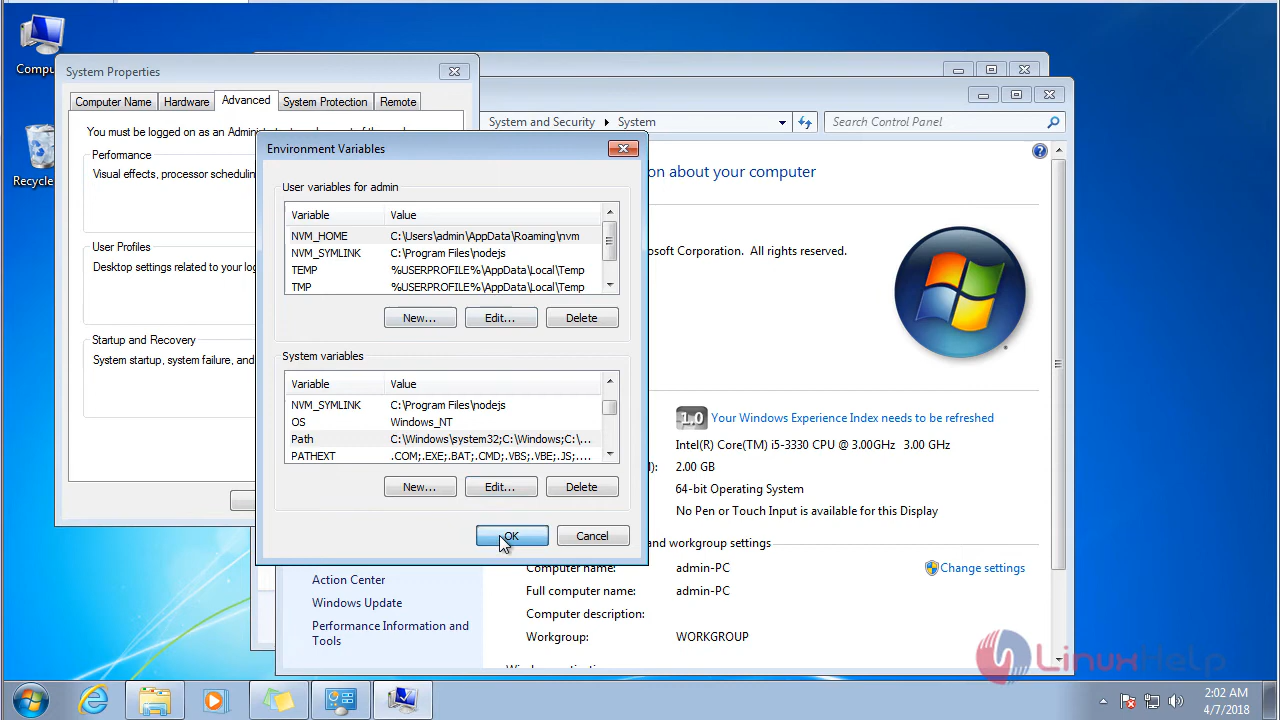 Compu
Recycle
System Properties
Computer Name
Hardware
Advanced
System Protection
Remote
You must be logged on as an Administrat
Performance
Visual effects, processor schedulin
User Profiles
Desktop settings related to your log
Startup and Recovery
System startup, system failure, and
Environment Variables
User variables for admin
Variable Value
NVM_HOME C:\Users\admin\AppData\Roaming\nvm
NVM_SYMLINK C:\Program Files\nodejs
TEMP %USERPROFILE%\AppData\Local\Temp
TMP %USERPROFILE%\AppData\Local\Temp
New... Edit... Delete
System variables
Variable Value
NVM_SYMLINK C:\Program Files\nodejs
OS Windows_NT
Path C:\Windows\system32;C:\Windows;C:\...
PATHEXT .COM;.EXE;.BAT;.CMD;.VBS;.VBE;.JS;....
New... Edit... Delete
OK Cancel
System and Security System
Search Control Panel
on about your computer
osoft Corporation. All rights reserved.
1.0 Your Windows Experience Index needs to be refreshed
Intel(R) Core(TM) i5-3330 CPU @ 3.00GHz 3.00 GHz
): 2.00 GB
64-bit Operating System
No Pen or Touch Input is available for this Display
and workgroup settings
Computer name: admin-PC
Change settings
Full computer name: admin-PC
Computer description:
Workgroup: WORKGROUP
Action Center
Windows Update
Performance Information and
Tools
LinuxHelp
2:02 AM
4/7/2018